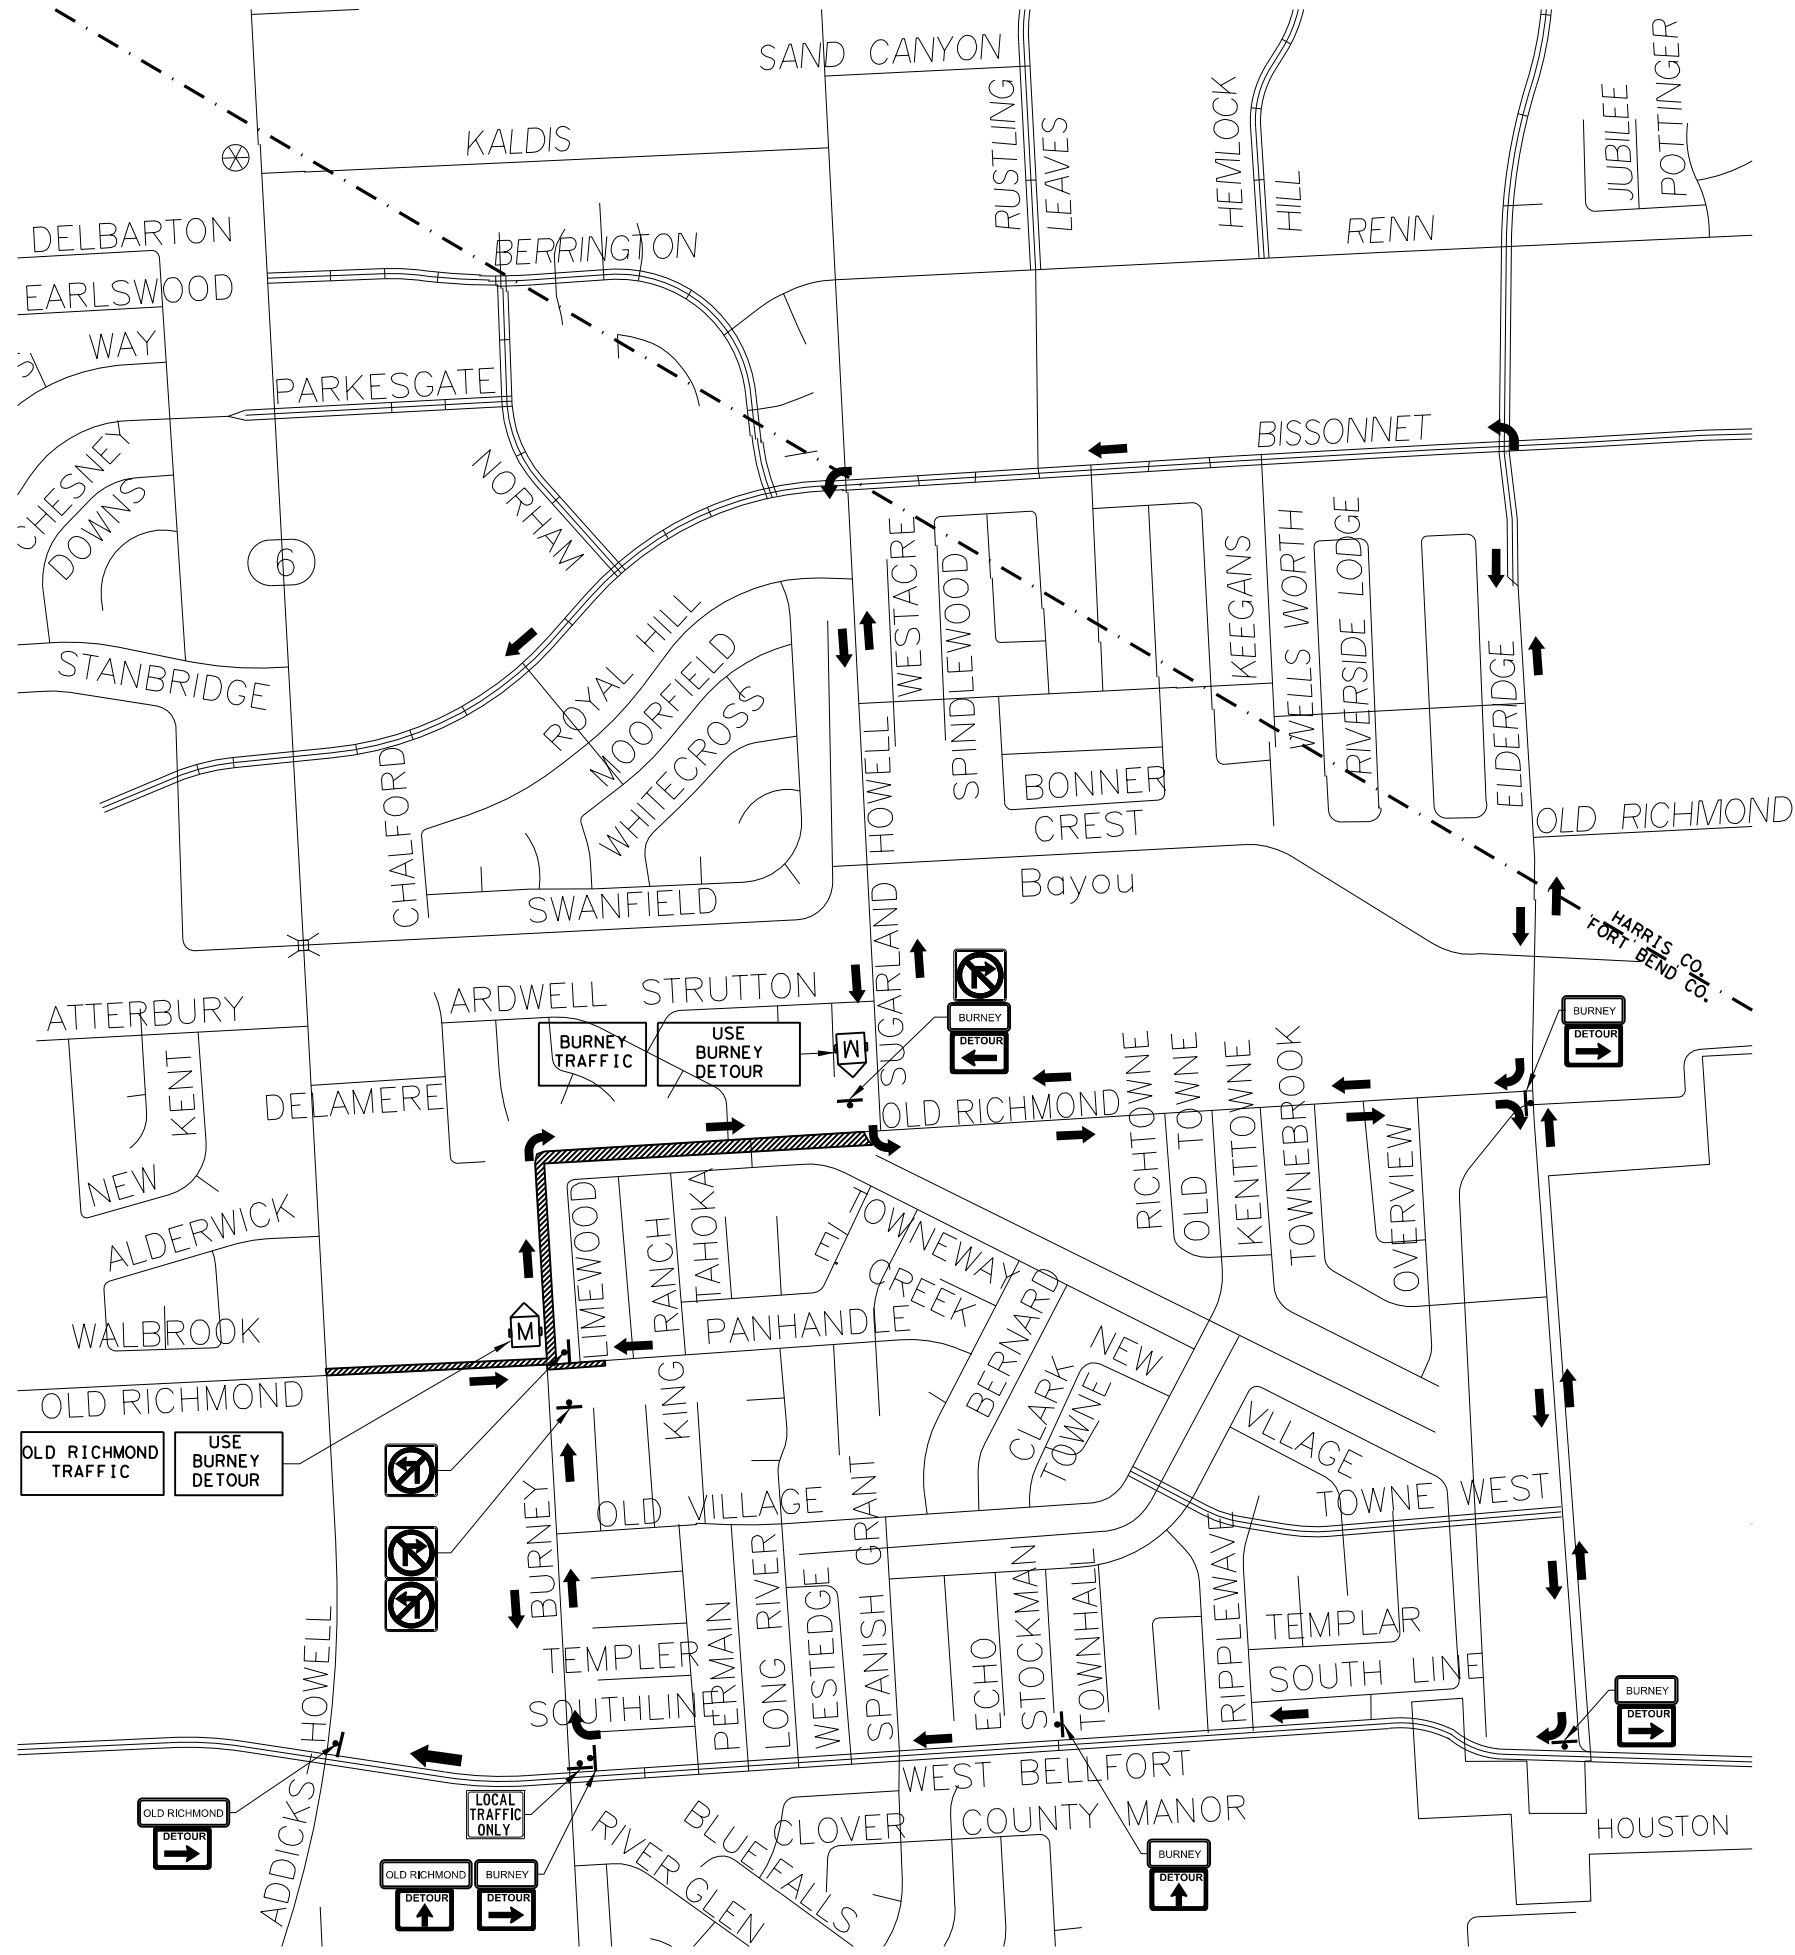 SAND CANYON
KALDIS
RUSTLING
LEAVES
HEMLOCK
HILL
JUBILEE
POTTINGER
RENN
DELBARTON
EARLSWOOD
WAY
BERRINGTON
PARKESGATE
CHESNEY
DOWNS
NORHAM
BISSONNET
6
STANBRIDGE
ROYAL HILL
MOORFIELD
WHITECROSS
WESTACRE
SPINDLEWOOD
KEEGANS
WELLS WORTH
RIVERSIDE LODGE
ELDERIDGE
CHALFORD
HOWELL
SUGARLAND
BONNER
CREST
OLD RICHMOND
Bayou
SWANFIELD
HARRIS CO.
FORT BEND CO.
ATTERBURY
KENT
NEW
ARDWELL
STRUTTON
BURNEY
TRAFFIC
USE
BURNEY
DETOUR
M
BURNEY
DETOUR
BURNEY
DETOUR
DELAMERE
OLD RICHMOND
RICHTOWNE
OLD TOWNE
KENTTOWNE
TOWNEBROOK
OVERVIEW
ALDERWICK
WALBROOK
LIMEWOOD
KING RANCH
TAHOKA
EL.
TOWNEWAY
CREEK
PANHANDLE
BERNARD
NEW
CLARK
TOWNE
M
OLD RICHMOND
OLD RICHMOND
TRAFFIC
USE
BURNEY
DETOUR
VLLAGE
TOWNE WEST
BURNEY
OLD VILLAGE
SPANISH GRANT
TEMPLER
SOUTHLINE
PERMAIN
LONG RIVER
WESTEDGE
ECHO
STOCKMAN
TOWNHALL
RIPPLEWAVE
TEMPLAR
SOUTH LINE
BURNEY
DETOUR
ADDICKS HOWELL
WEST BELLFORT
OLD RICHMOND
DETOUR
LOCAL
TRAFFIC
ONLY
OLD RICHMOND
DETOUR
BURNEY
DETOUR
RIVER GLEN
BLUE FALLS
CLOVER
COUNTY MANOR
BURNEY
DETOUR
HOUSTON